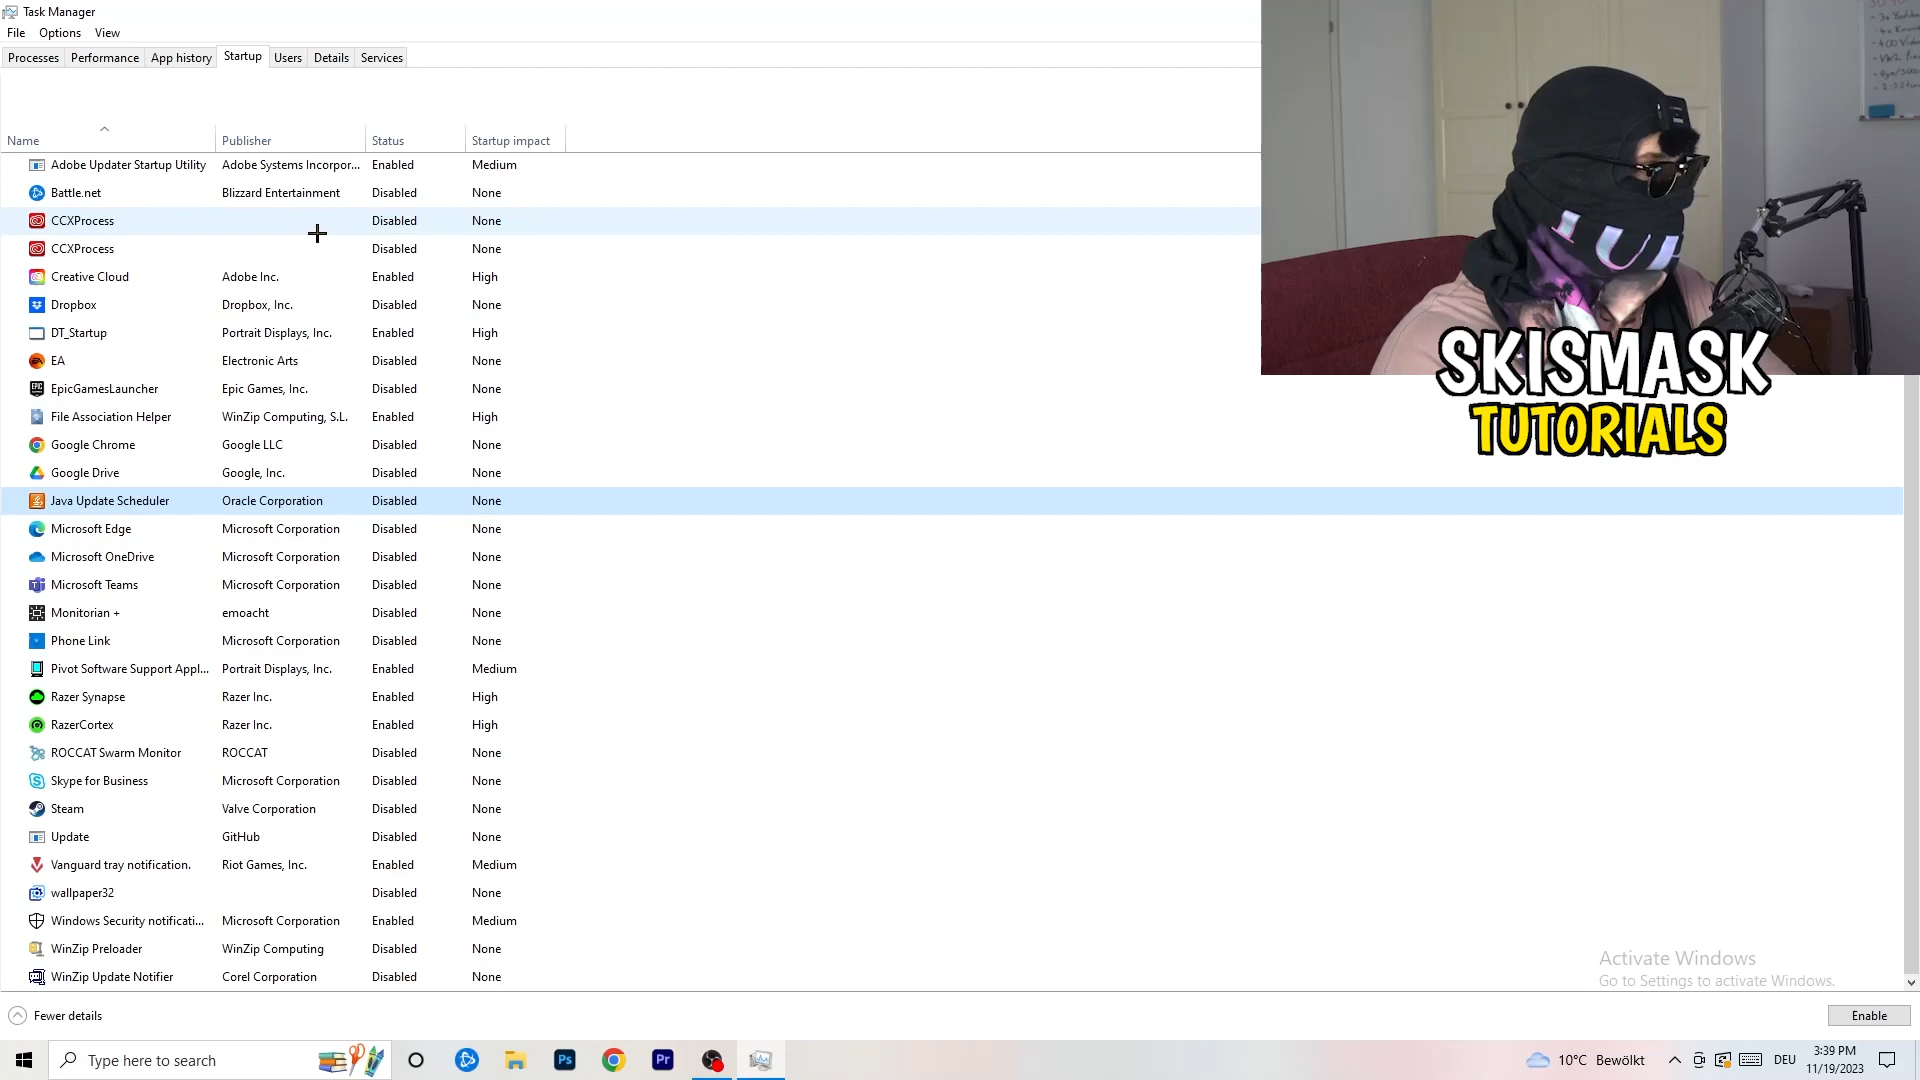 Task Manager
File Options View
Processes Performance App history Startup Users Details Services
Name Publisher Status Startup impact
Adobe Updater Startup Utility Adobe Systems Incorpor... Enabled Medium
Battle.net Blizzard Entertainment Disabled None
CCXProcess Disabled None
CCXProcess Disabled None
Creative Cloud Adobe Inc. Enabled High
Dropbox Dropbox, Inc. Disabled None
DT_Startup Portrait Displays, Inc. Enabled High
EA Electronic Arts Disabled None
EpicGamesLauncher Epic Games, Inc. Disabled None
File Association Helper WinZip Computing, S.L. Enabled High
Google Chrome Google LLC Disabled None
Google Drive Google, Inc. Disabled None
Java Update Scheduler Oracle Corporation Disabled None
Microsoft Edge Microsoft Corporation Disabled None
Microsoft OneDrive Microsoft Corporation Disabled None
Microsoft Teams Microsoft Corporation Disabled None
Monitorian + emoacht Disabled None
Phone Link Microsoft Corporation Disabled None
Pivot Software Support Appl... Portrait Displays, Inc. Enabled Medium
Razer Synapse Razer Inc. Enabled High
RazerCortex Razer Inc. Enabled High
ROCCAT Swarm Monitor ROCCAT Disabled None
Skype for Business Microsoft Corporation Disabled None
Steam Valve Corporation Disabled None
Update GitHub Disabled None
Vanguard tray notification. Riot Games, Inc. Enabled Medium
wallpaper32 Disabled None
Windows Security notificati... Microsoft Corporation Enabled Medium
WinZip Preloader WinZip Computing Disabled None
WinZip Update Notifier Corel Corporation Disabled None
SKISMASK
TUTORIALS
Activate Windows
Go to Settings to activate Windows.
Fewer details
Enable
Type here to search
Ps
Pr
10°C Bewölkt
DEU
3:39 PM
11/19/2023